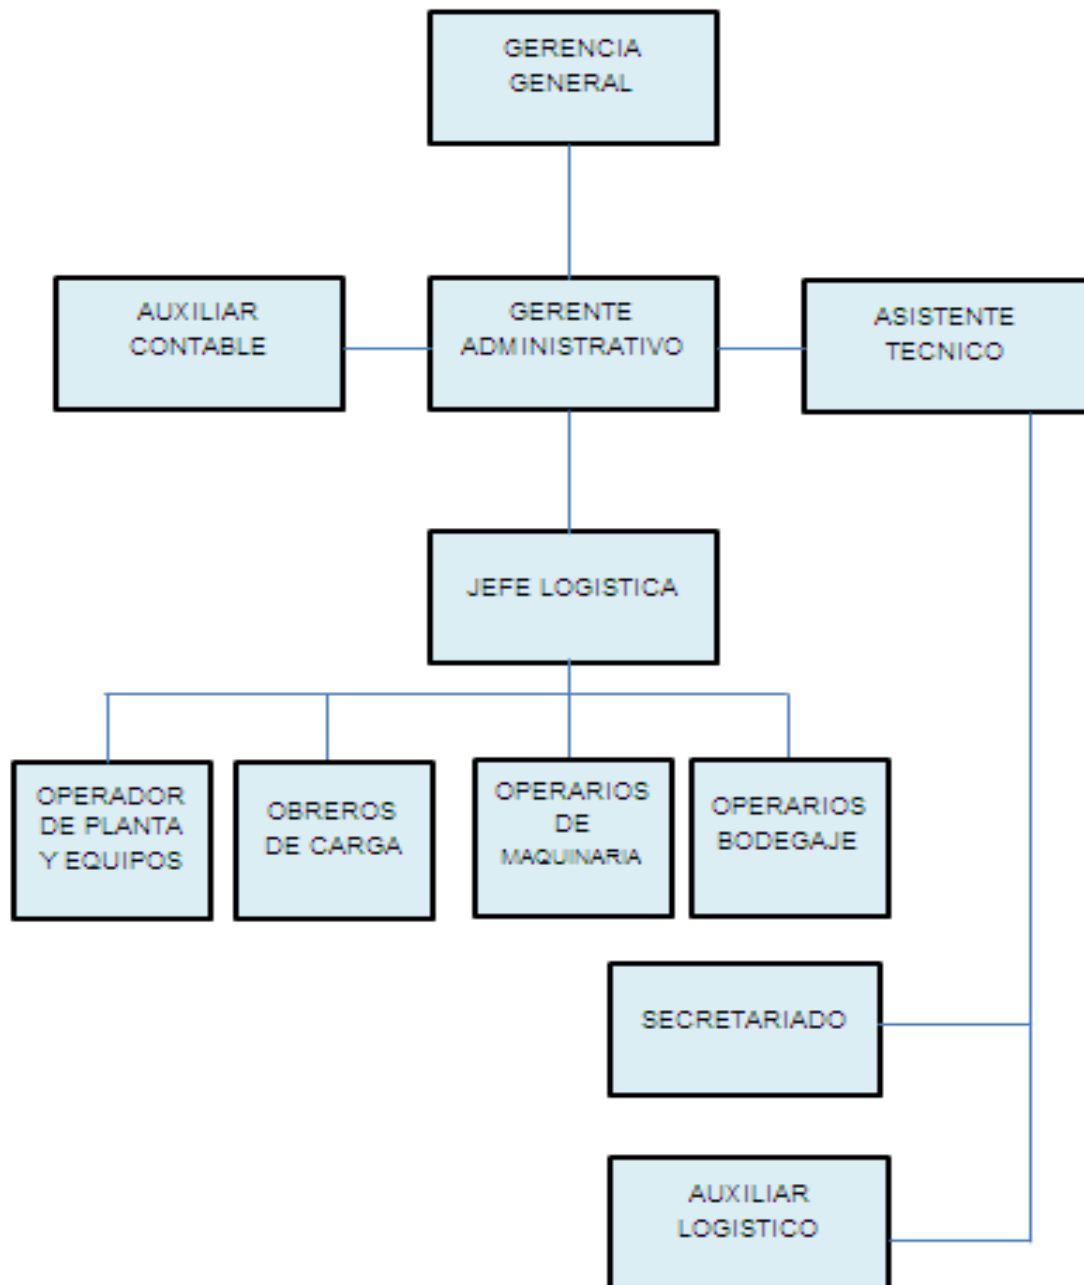 GERENCIA
GENERAL
AUXILIAR
CONTABLE
GERENTE
ADMINISTRATIVO
ASISTENTE
TECNICO
JEFE LOGISTICA
OPERADOR
DE PLANTA
Y EQUIPOS
OBREROS
DE CARGA
OPERARIOS
DE
MAQUINARIA
OPERARIOS
BODEGAJE
SECRETARIADO
AUXILIAR
LOGISTICO